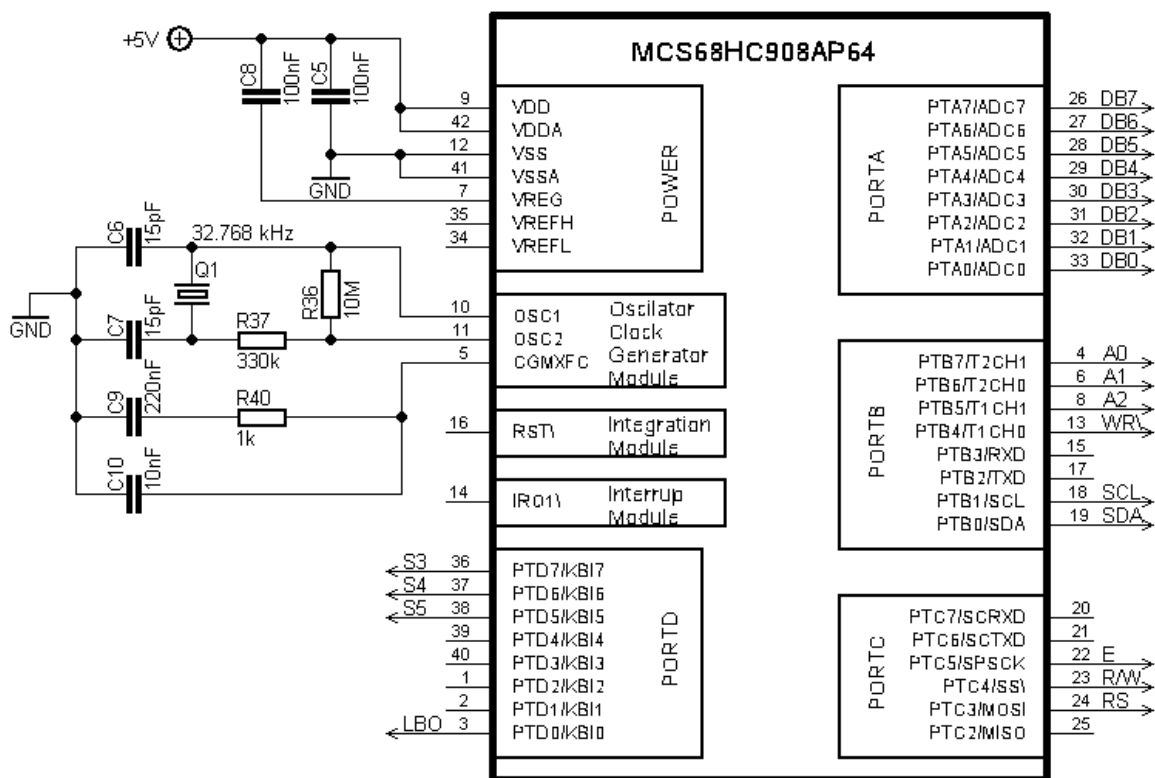 +5V
C8
100nF
C5
100nF
MCS68HC908AP64
9 VDD
42 VDDA
12 VSS
41 VSSA
7 VREG
35 VREFH
34 VREFL
POWER
GND
PORTA
PTA7/ADC7 26 DB7
PTA6/ADC6 27 DB6
PTA5/ADC5 28 DB5
PTA4/ADC4 29 DB4
PTA3/ADC3 30 DB3
PTA2/ADC2 31 DB2
PTA1/ADC1 32 DB1
PTA0/ADC0 33 DB0
C6
15pF
32.768 kHz
Q1
R36
10M
GND
C7
15pF
R37
330k
C9
220nF
R40
1k
C10
10nF
10 OSC1 Oscilator
11 OSC2 Clock
5 CGMXFC Generator
Module
16 RST\ Integration
Module
14 IRQ1\ Interrup
Module
PORTB
PTB7/T2CH1 4 A0
PTB6/T2CH0 6 A1
PTB5/T1CH1 8 A2
PTB4/T1CH0 13 WR\
PTB3/RXD 15
PTB2/TXD 17
PTB1/SCL 18 SCL
PTB0/SDA 19 SDA
S3 36 PTD7/KBI7
S4 37 PTD6/KBI6
S5 38 PTD5/KBI5
39 PTD4/KBI4
40 PTD3/KBI3
1 PTD2/KBI2
2 PTD1/KBI1
LBO 3 PTD0/KBI0
PORTD
PORTC
PTC7/SCRXD 20
PTC6/SCTXD 21
PTC5/SPSCK 22 E
PTC4/SS\ 23 R/W
PTC3/MOSI 24 RS
PTC2/MISO 25